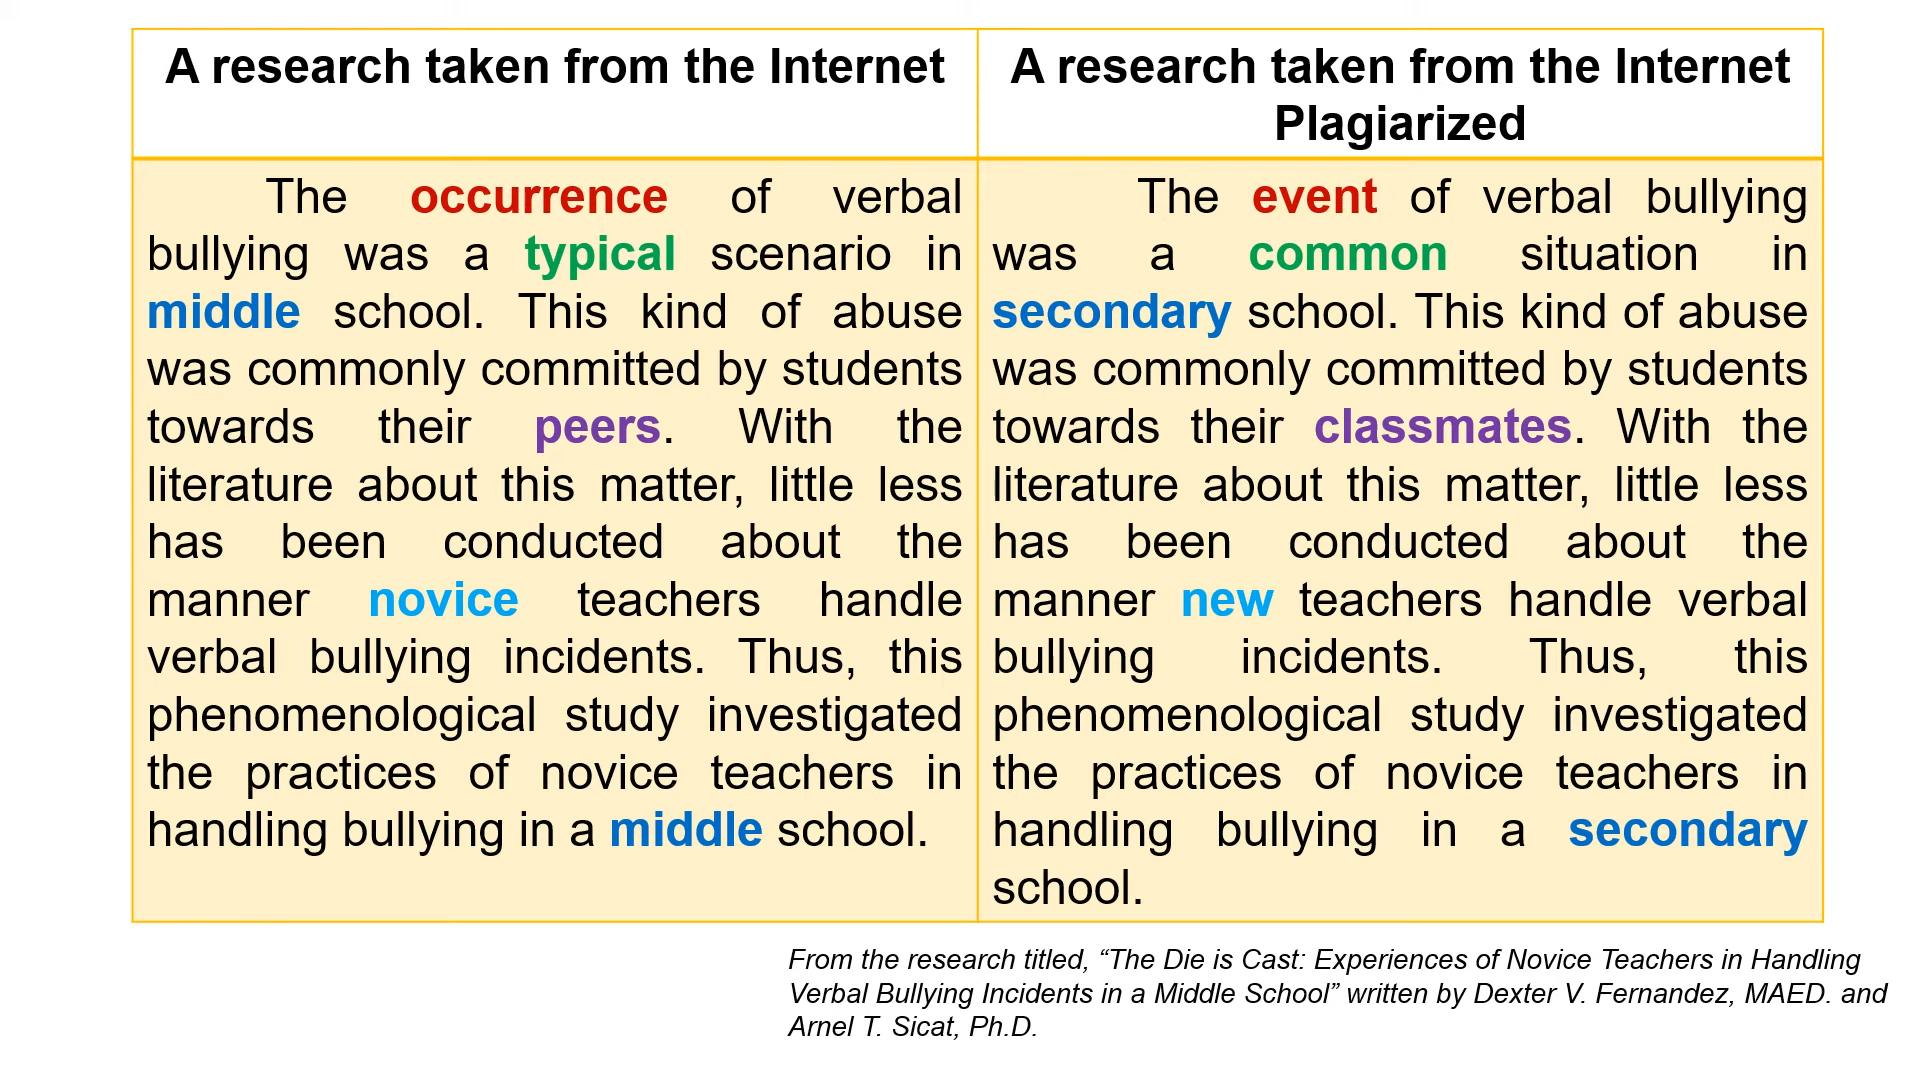 A research taken from the Internet
The occurrence of verbal
bullying was a typical scenario in
middle school. This kind of abuse
was commonly committed by students
towards their peers. With the
literature about this matter, little less
has been conducted about the
manner novice teachers handle
verbal bullying incidents. Thus, this
phenomenological study investigated
the practices of novice teachers in
handling bullying in a middle school.
A research taken from the Internet
Plagiarized
The event of verbal bullying
was a common situation in
secondary school. This kind of abuse
was commonly committed by students
towards their classmates. With the
literature about this matter, little less
has been conducted about the
manner new teachers handle verbal
bullying incidents. Thus, this
phenomenological study investigated
the practices of novice teachers in
handling bullying in a secondary
school.
From the research titled, “The Die is Cast: Experiences of Novice Teachers in Handling
Verbal Bullying Incidents in a Middle School” written by Dexter V. Fernandez, MAED. and
Arnel T. Sicat, Ph.D.